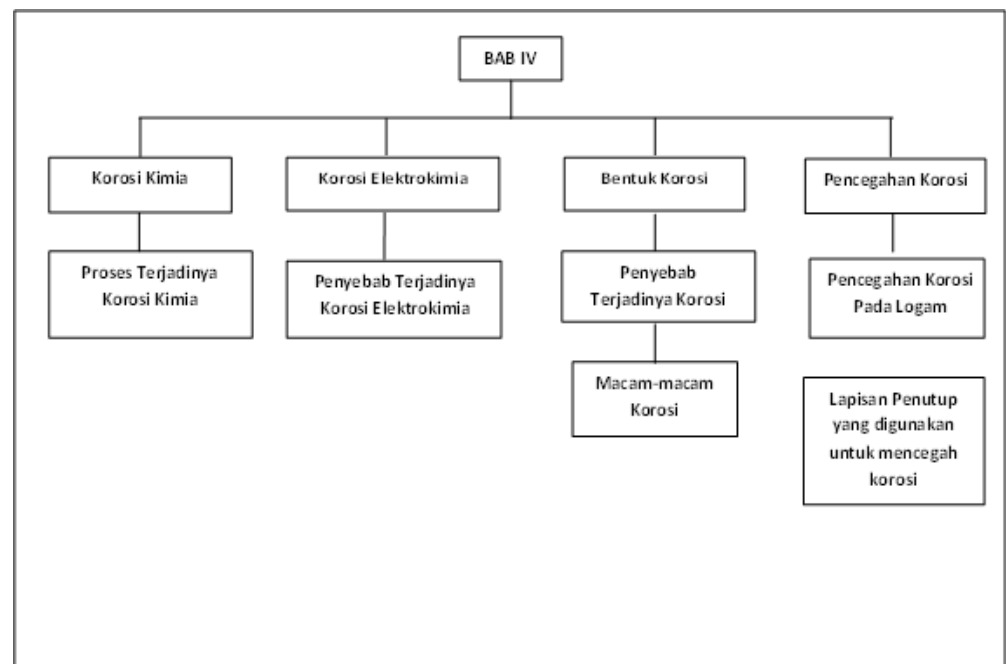 BAB IV
Korosi Kimia
Korosi Elektrokimia
Bentuk Korosi
Pencegahan Korosi
Proses Terjadinya
Korosi Kimia
Penyebab Terjadinya
Korosi Elektrokimia
Penyebab
Terjadinya Korosi
Pencegahan Korosi
Pada Logam
Macam-macam
Korosi
Lapisan Penutup
yang digunakan
untuk mencegah
korosi